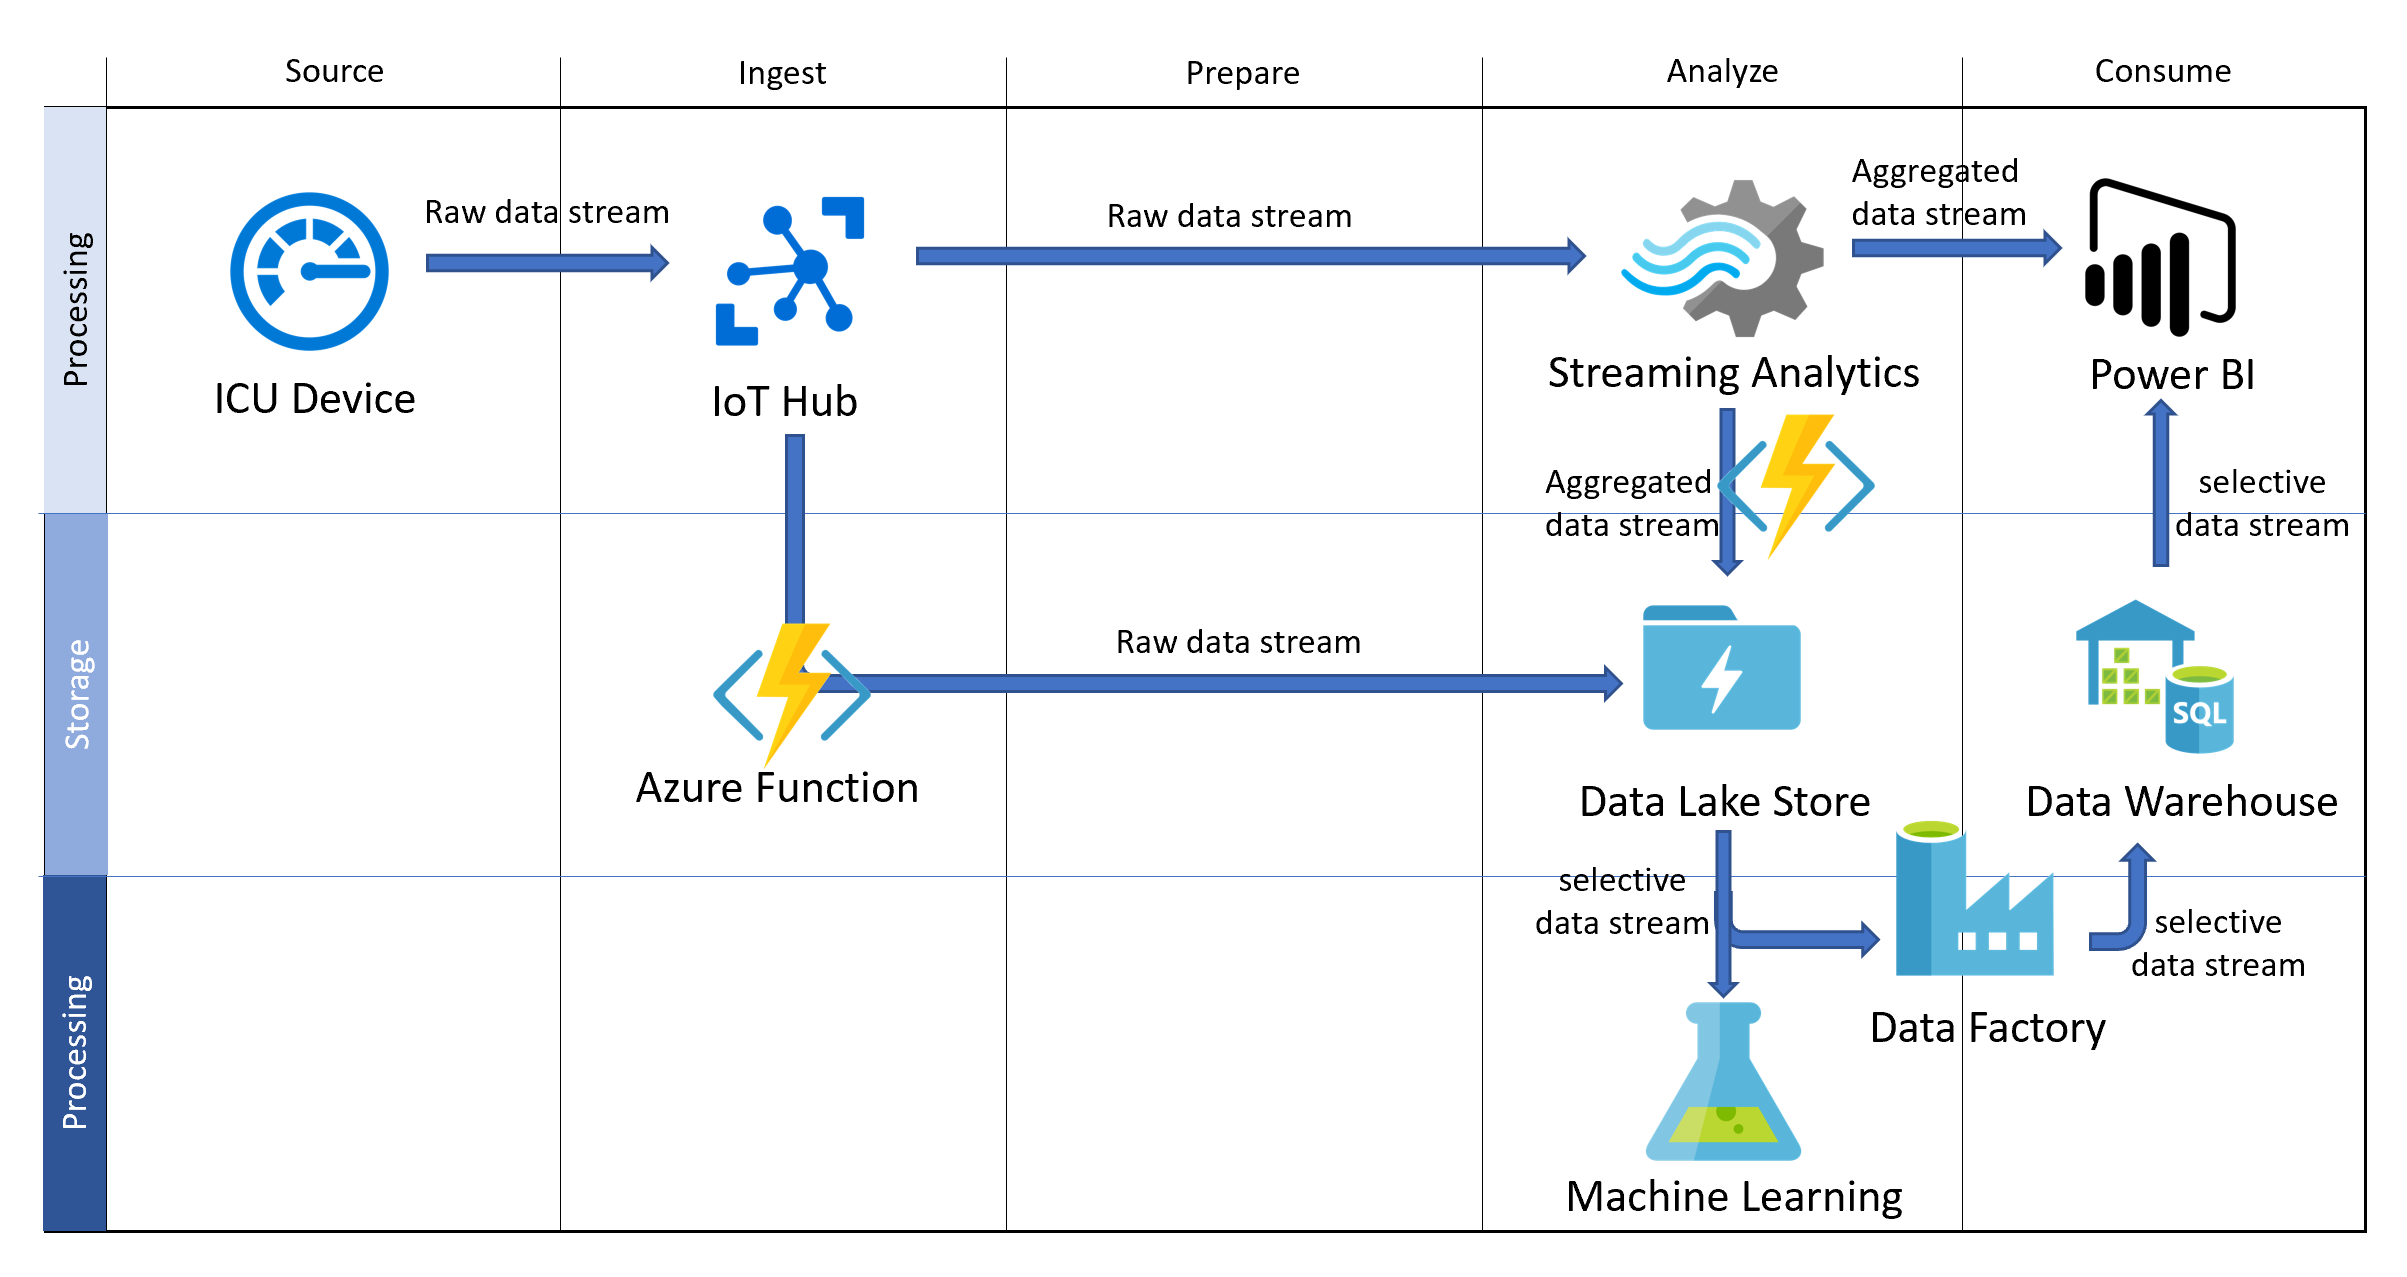 Source
Ingest
Prepare
Analyze
Consume
Processing
Raw data stream
Raw data stream
Aggregated
data stream
ICU Device
IoT Hub
Streaming Analytics
Power BI
Aggregated
data stream
selective
data stream
Storage
Raw data stream
SQL
Azure Function
Data Lake Store
Data Warehouse
Processing
selective
data stream
selective
data stream
Data Factory
Machine Learning